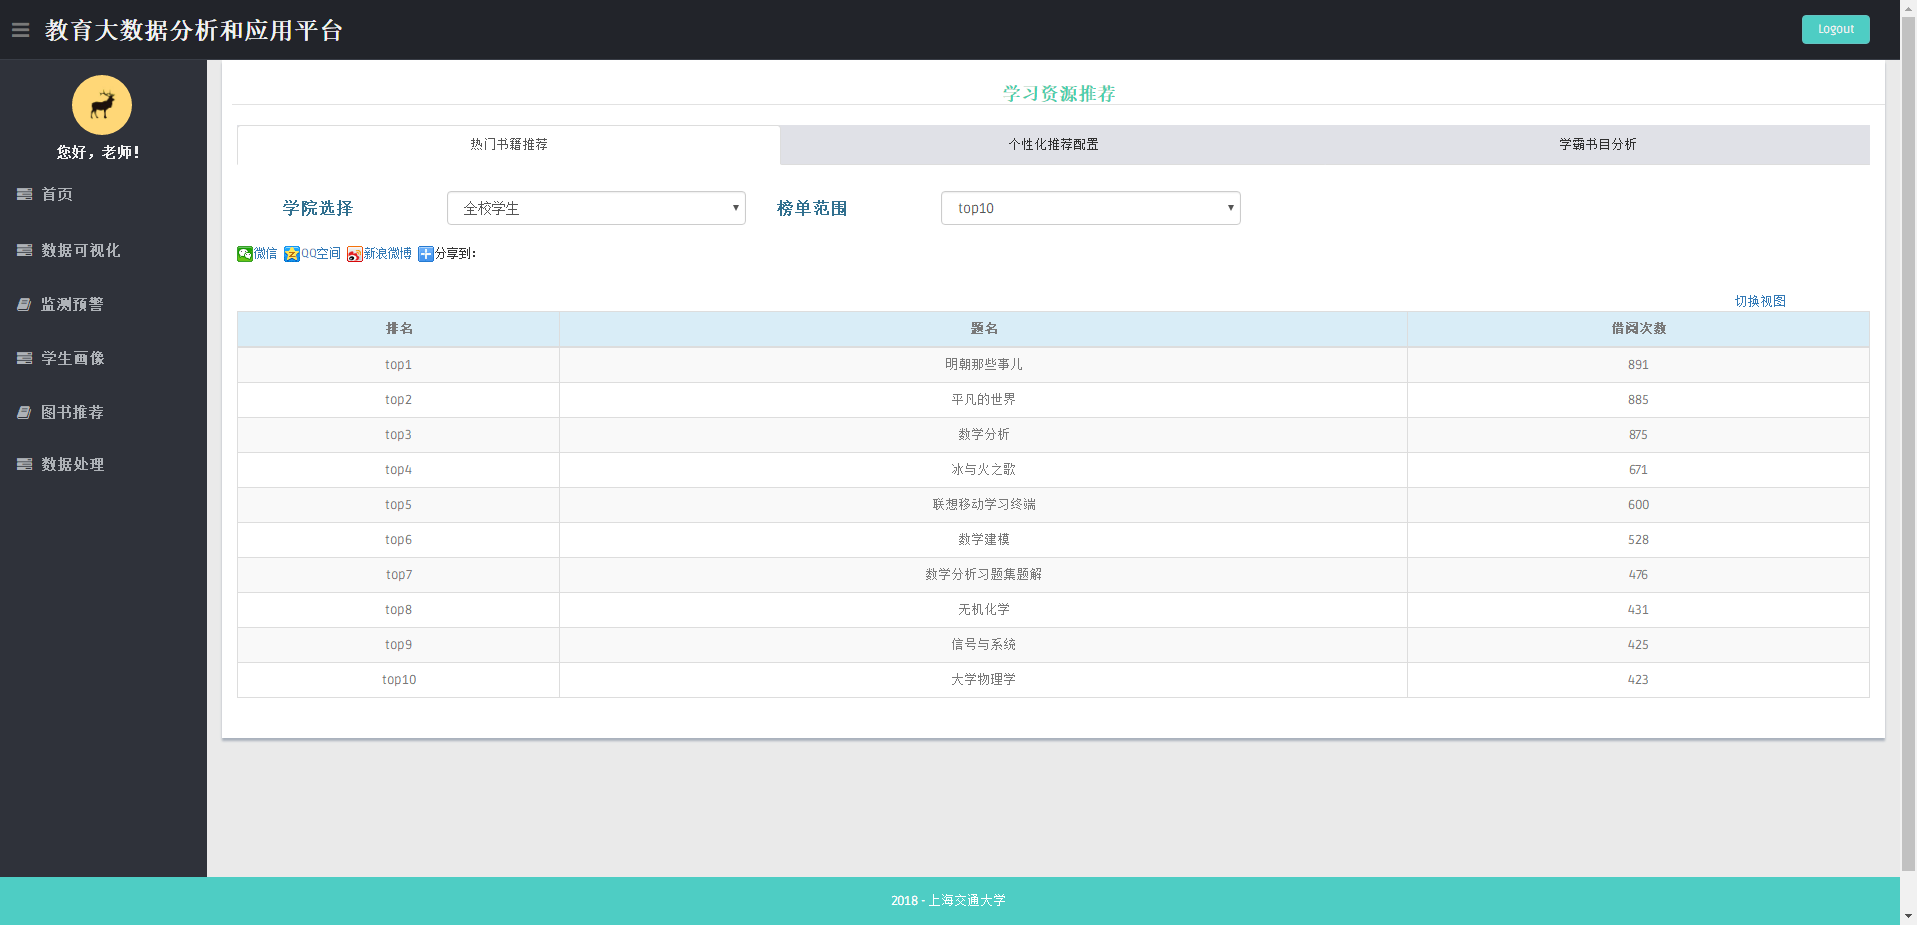 教育大数据分析和应用平台
Logout
您好，老师！
首页
数据可视化
监测预警
学生画像
图书推荐
数据处理
学习资源推荐
热门书籍推荐 个性化推荐配置 学霸书目分析
学院选择 全校学生 榜单范围 top10
微信 QQ空间 新浪微博 分享到：
切换视图
排名 题名 借阅次数
top1 明朝那些事儿 891
top2 平凡的世界 885
top3 数学分析 875
top4 冰与火之歌 671
top5 联想移动学习终端 600
top6 数学建模 528
top7 数学分析习题集题解 476
top8 无机化学 431
top9 信号与系统 425
top10 大学物理学 423
2018 - 上海交通大学